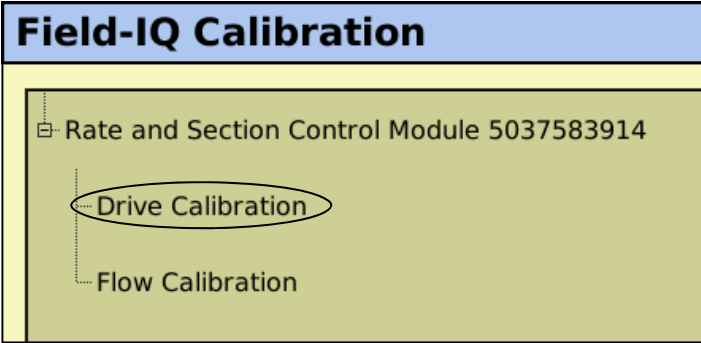 Field-IQ Calibration
Rate and Section Control Module 5037583914
Drive Calibration
Flow Calibration